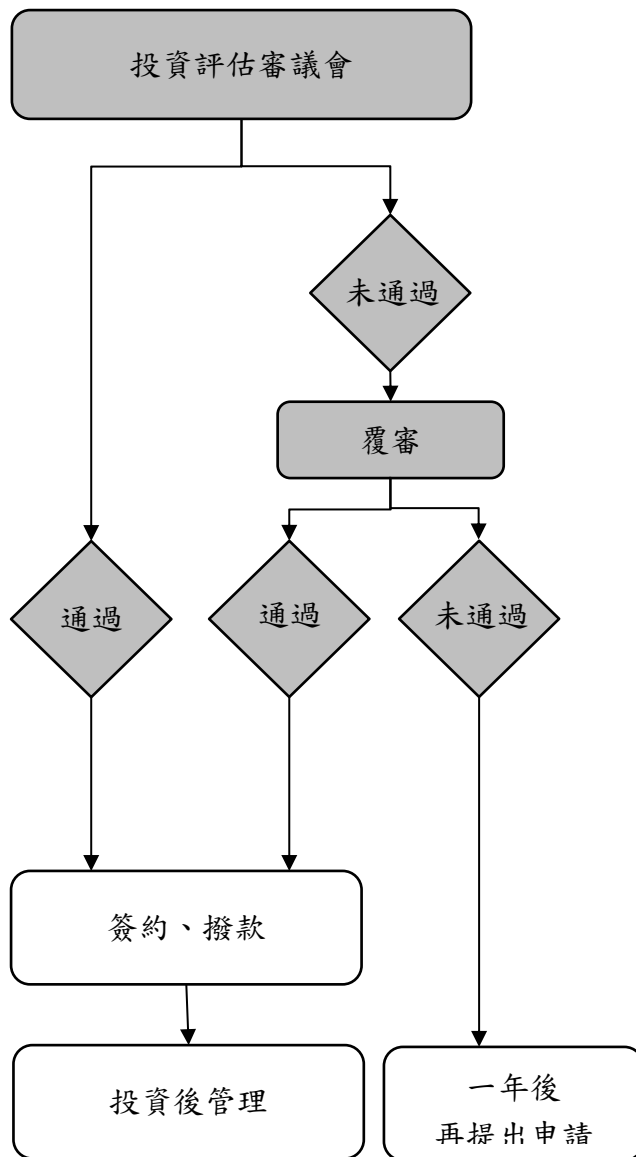 投資評估審議會
未通過
覆審
通過
通過
未通過
簽約、撥款
投資後管理
一年後
再提出申請